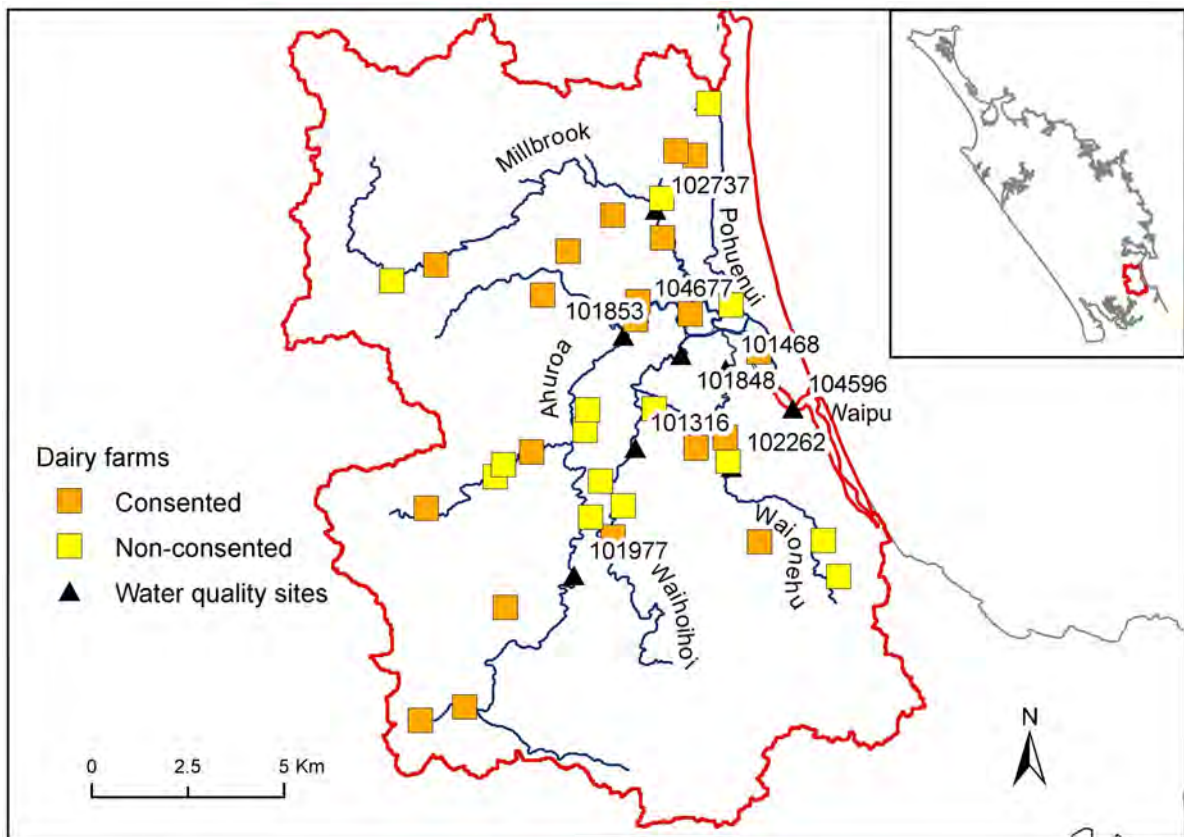 Millbrook
102737
Pohuenui
104677
101853
101468
101848
104596
Ahuroa
101316
Waipu
102262
Dairy farms
Consented
Non-consented
Water quality sites
Waionehu
101977
Waihoihoi
N
0 2.5 5 Km